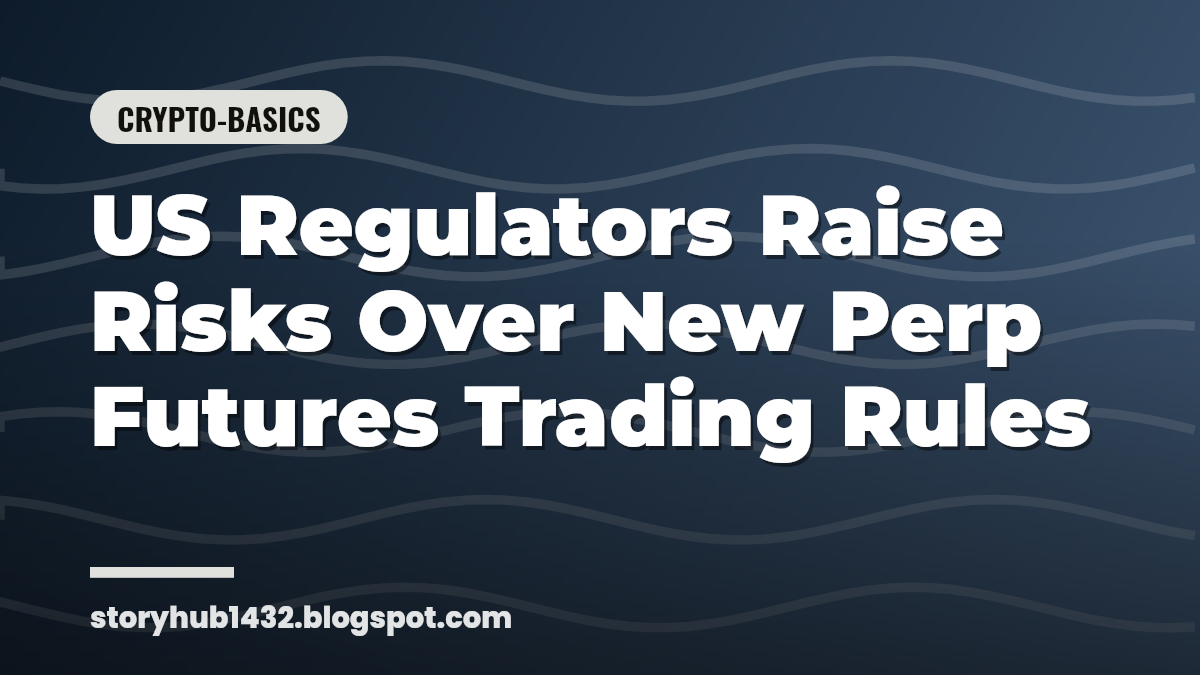 CRYPTO-BASICS
US Regulators Raise
Risks Over New Perp
Futures Trading Rules
storyhub1432.blogspot.com